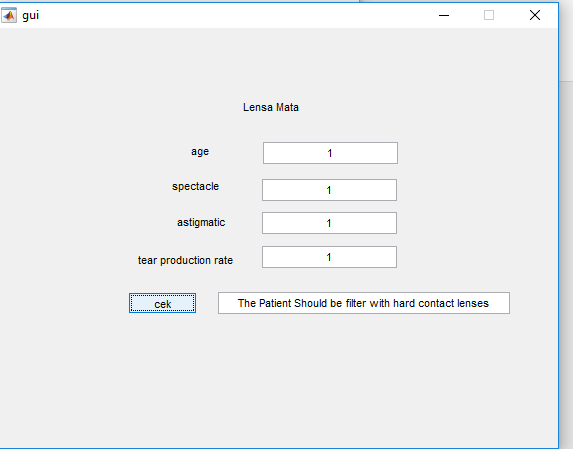 gui
Lensa Mata
age 1
spectacle 1
astigmatic 1
tear production rate 1
cek The Patient Should be filter with hard contact lenses